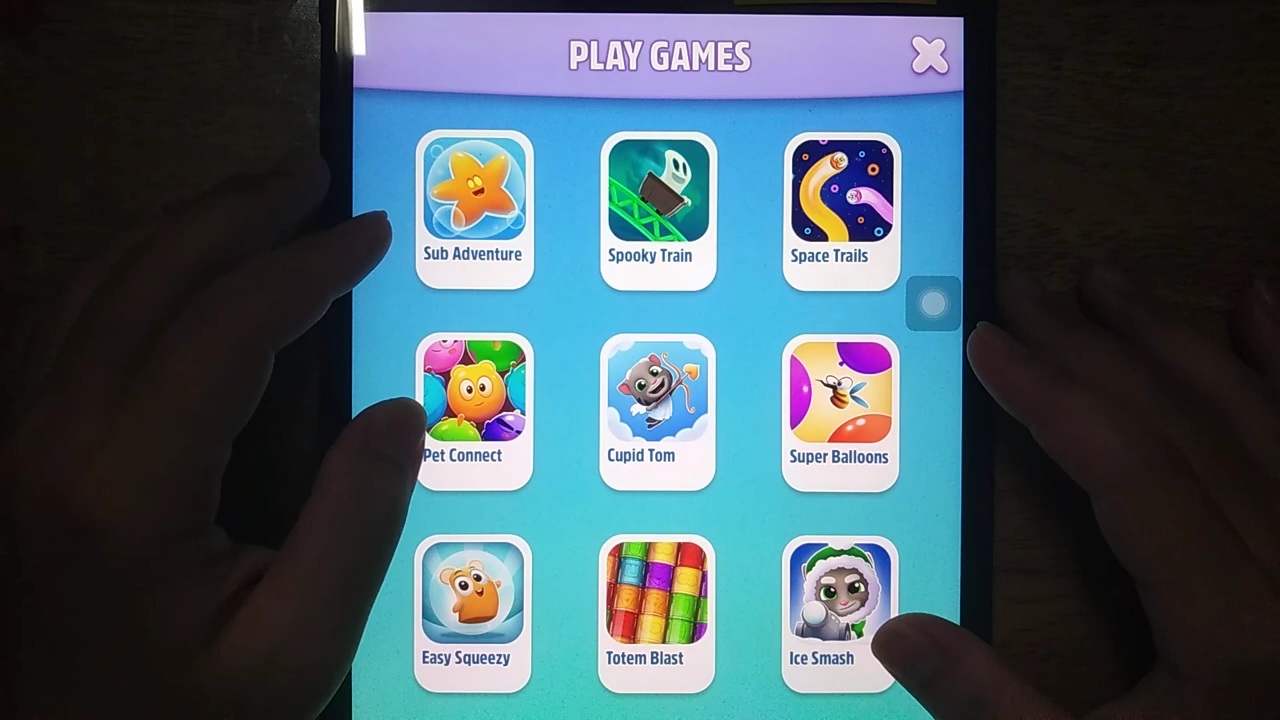 PLAY GAMES
Sub Adventure
Spooky Train
Space Trails
Pet Connect
Cupid Tom
Super Balloons
Easy Squeezy
Totem Blast
Ice Smash